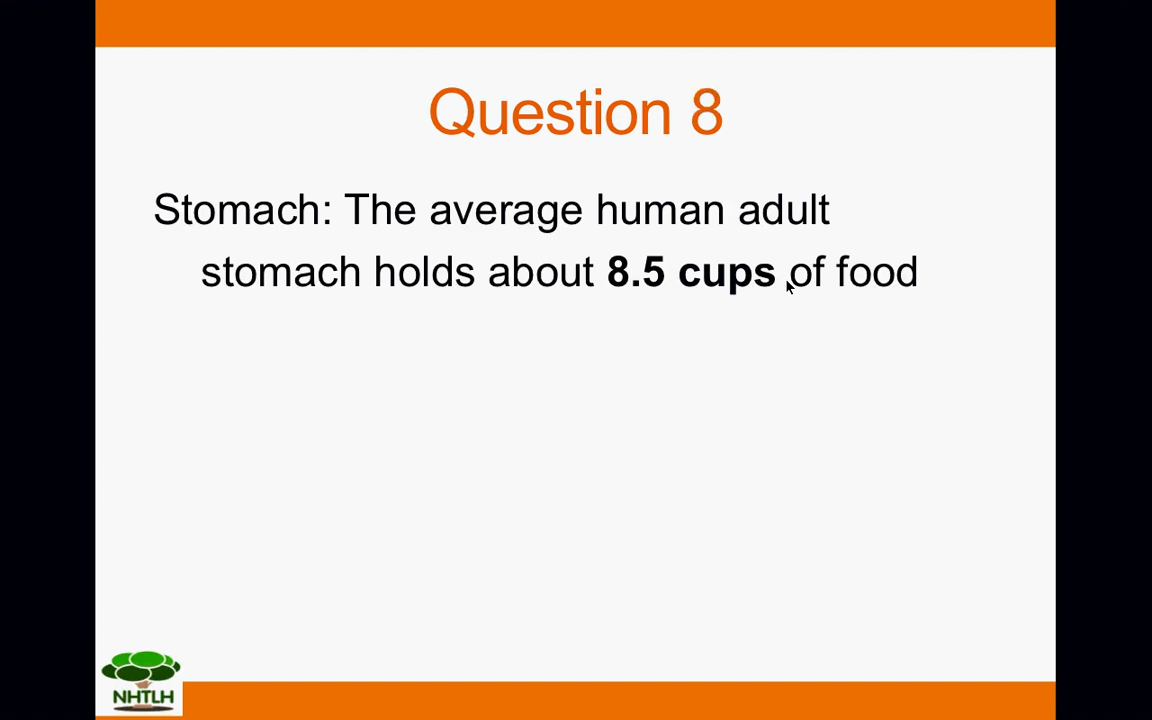 Question 8
Stomach: The average human adult
stomach holds about 8.5 cups of food
NHTLH